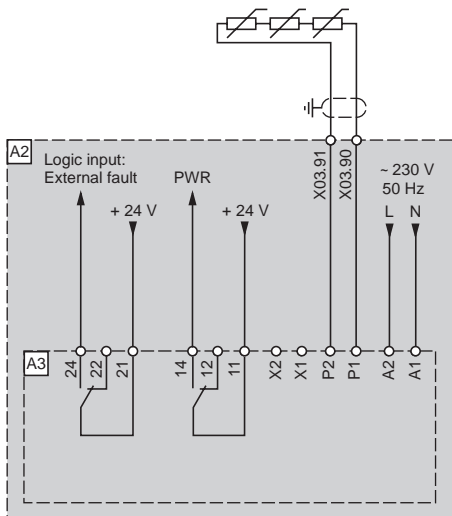 A2
Logic input:
External fault
PWR
+ 24 V
+ 24 V
X03.91
X03.90
~ 230 V
50 Hz
L N
A3
24 22 21 14 12 11 X2 X1 P2 P1 A2 A1